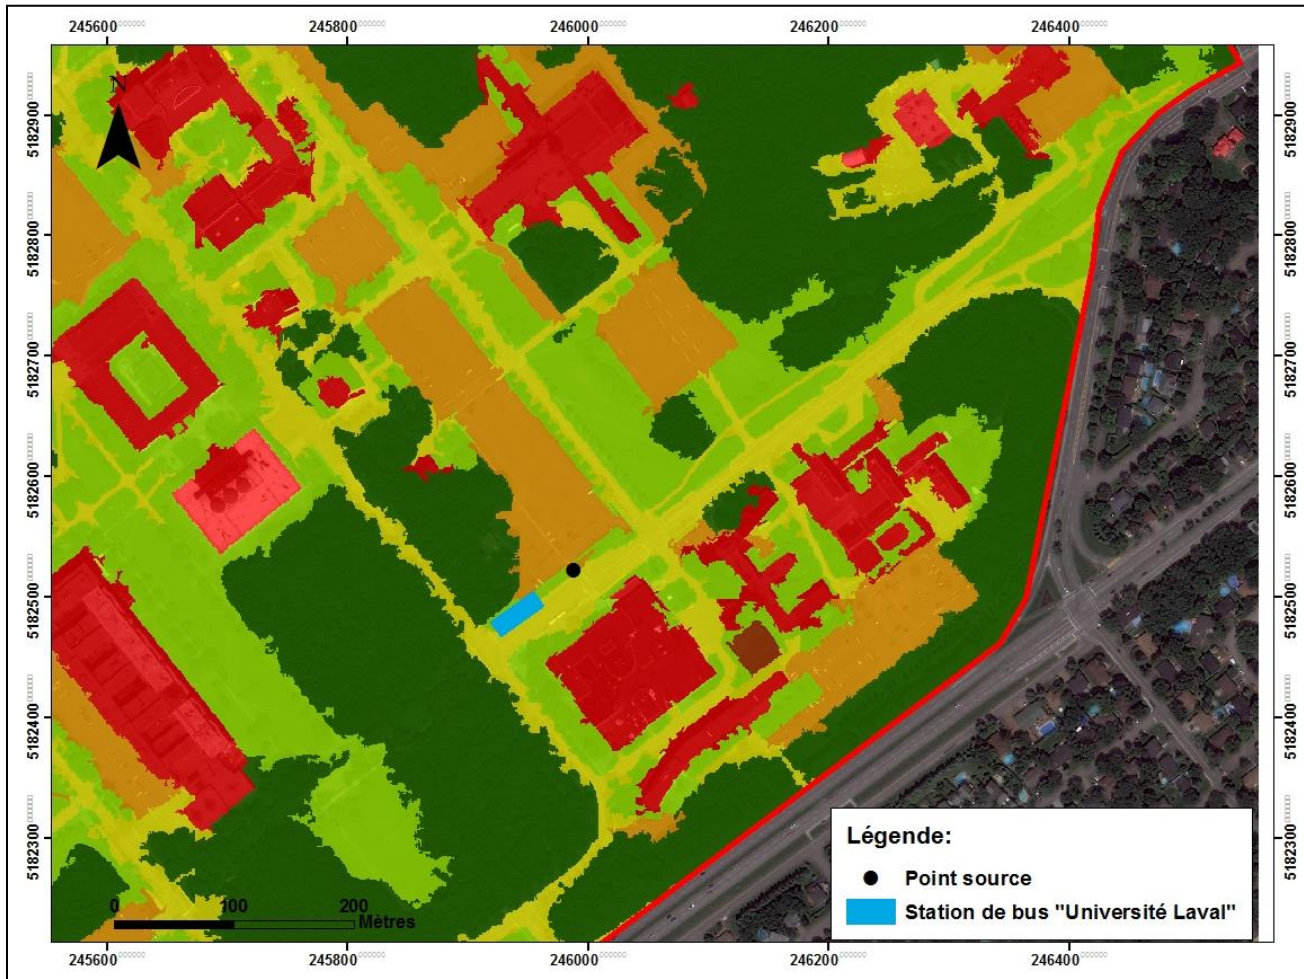 245600 245800 246000 246200 246400
N
5182900 5182900
5182800 5182800
5182700 5182700
5182600 5182600
5182500 5182500
5182400 5182400
5182300 5182300
Légende:
Point source
Station de bus "Université Laval"
0 100 200
Mètres
245600 245800 246000 246200 246400